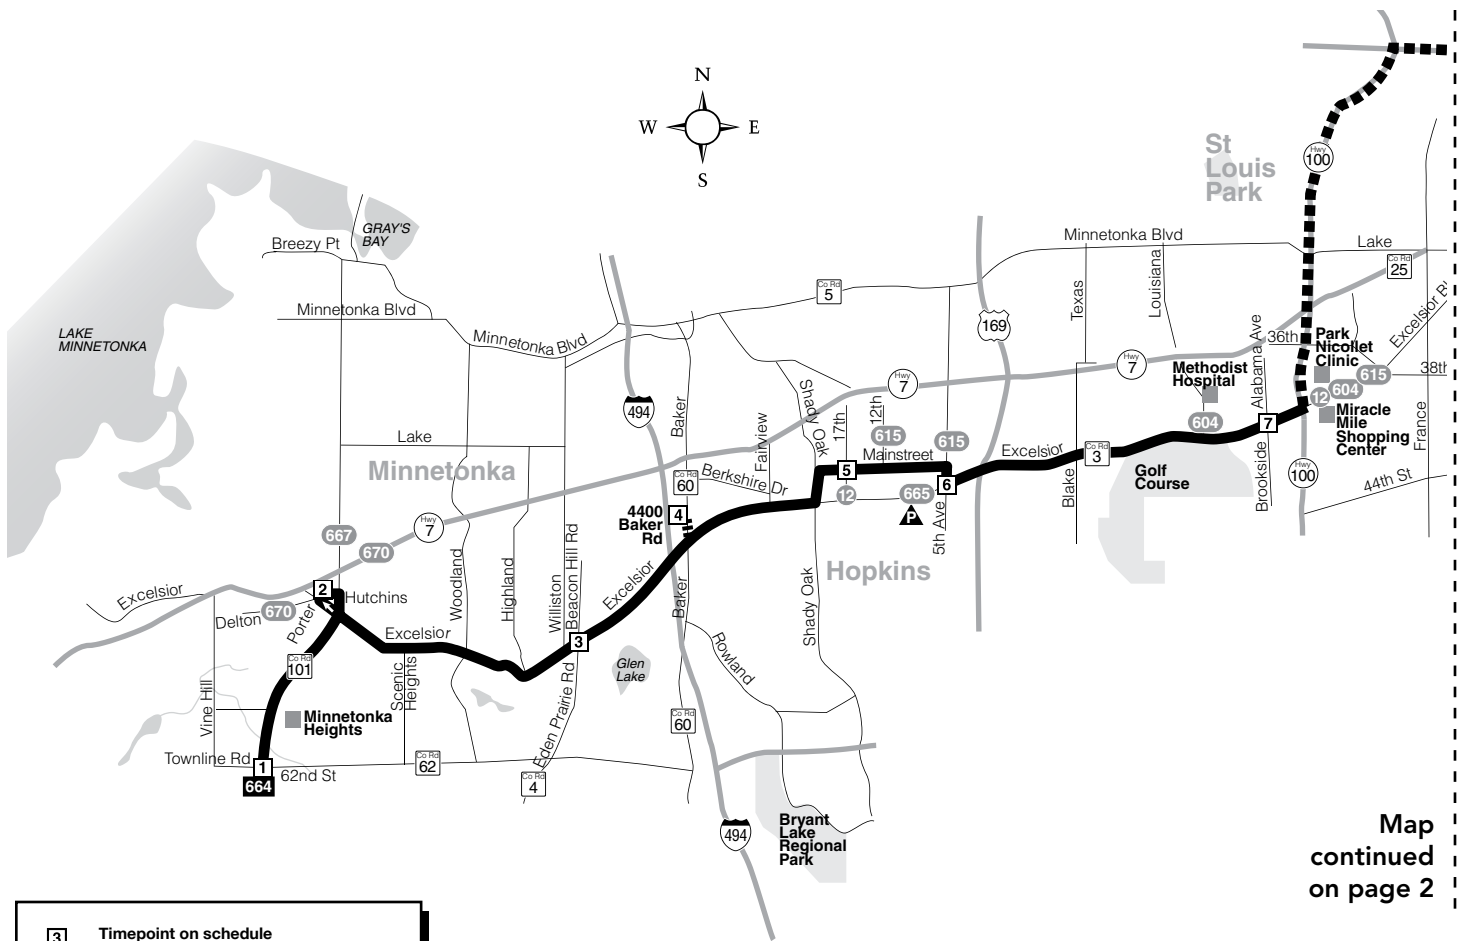 N
W
E
S
St
Louis
Park
Hwy
100
GRAY'S
BAY
Breezy Pt
Minnetonka Blvd
Lake
Co Rd
25
Co Rd
5
Louisiana
Texas
Minnetonka Blvd
LAKE
MINNETONKA
Minnetonka Blvd
169
Excelsior Bl
Alabama Ave
36th
Park
Nicollet
Clinic
Hwy
7
Hwy
7
Methodist
Hospital
615
38th
604
12
494
Baker
Shady Oak
17th
12th
615
615
604
7
Miracle
Mile
Shopping
Center
France
Fairview
Lake
Minnetonka
Mainstreet
Excelsior
Co Rd
3
5
6
Golf
Course
Blake
Brookside
Hwy
100
44th St
Co Rd
60
Berkshire Dr
12
665
P
5th Ave
4400
Baker
Rd
4
Hwy
7
667
670
Hopkins
Woodland
Highland
Williston
Beacon Hill Rd
Excelsior
Baker
Shady Oak
Excelsior
2
Hutchins
670
Delton
Porter
Excelsior
3
Glen
Lake
Rowland
Co Rd
101
Scenic
Heights
Vine Hill
Eden Prairie Rd
Minnetonka
Heights
Co Rd
60
Townline Rd
1
62nd St
664
Co Rd
62
Co Rd
4
494
Bryant
Lake
Regional
Park
Map
continued
on page 2
3
Timepoint on schedule